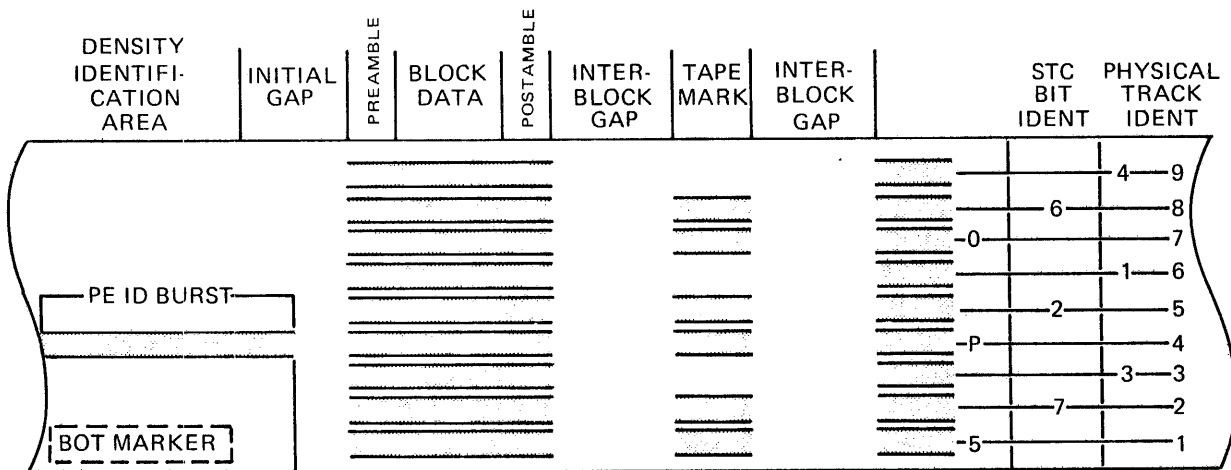 DENSITY
IDENTIFI-
CATION
AREA
INITIAL
GAP
PREAMBLE
BLOCK
DATA
POSTAMBLE
INTER-
BLOCK
GAP
TAPE
MARK
INTER-
BLOCK
GAP
STC
BIT
IDENT
PHYSICAL
TRACK
IDENT
4 9
6 8
0 7
1 6
PE ID BURST
2 5
P 4
3 3
7 2
BOT MARKER
5 1